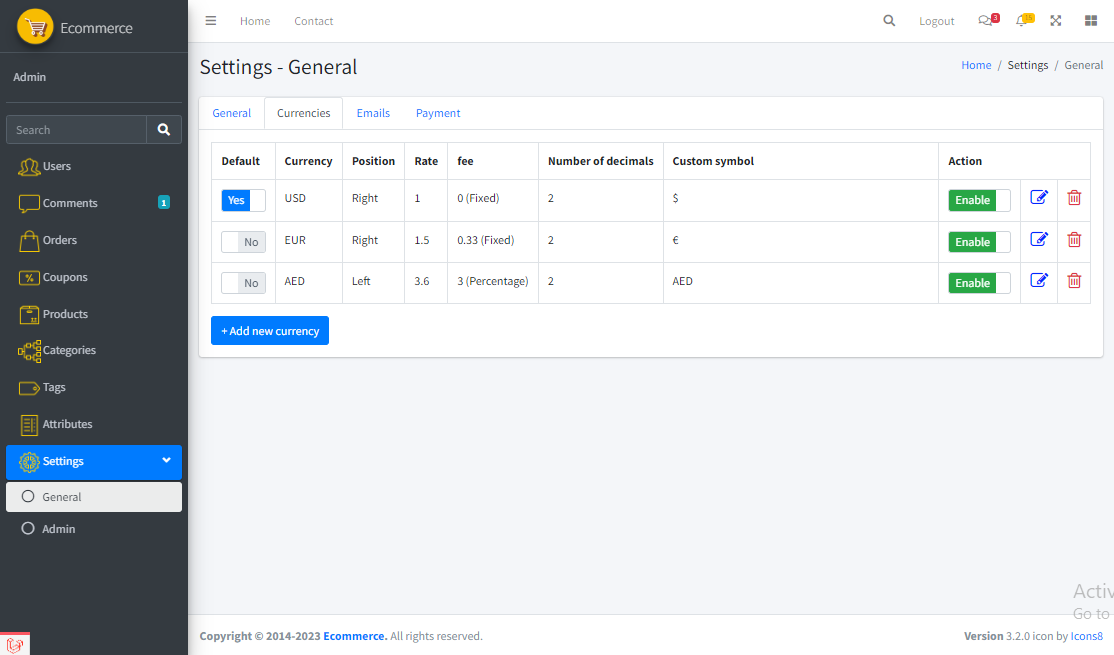 Ecommerce
Home Contact
Logout 3 15
Admin
Search
Users
Comments 1
Orders
Coupons
Products
Categories
Tags
Attributes
Settings
General
Admin
Settings - General
Home / Settings / General
General Currencies Emails Payment
Default Currency Position Rate fee Number of decimals Custom symbol Action
Yes USD Right 1 0 (Fixed) 2 $ Enable
No EUR Right 1.5 0.33 (Fixed) 2 € Enable
No AED Left 3.6 3 (Percentage) 2 AED Enable
+ Add new currency
Activ
Go to
Copyright © 2014-2023 Ecommerce. All rights reserved.
Version 3.2.0 icon by Icons8